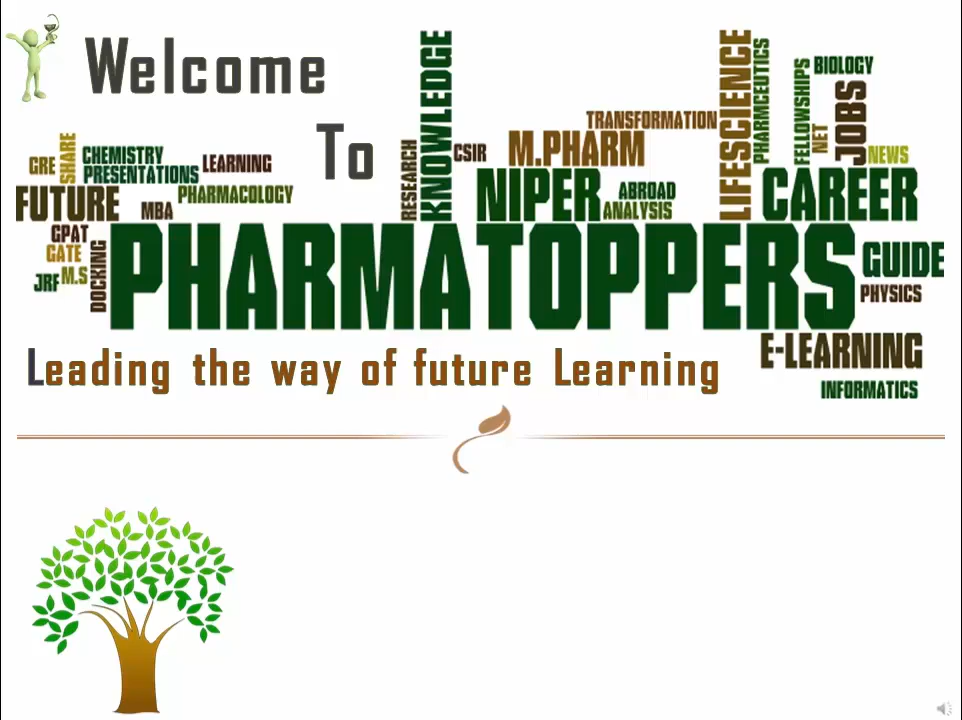 Welcome
To
KNOWLEDGE
RESEARCH
CSIR
M.PHARM
TRANSFORMATION
LIFESCIENCE
PHARMCEUTICS
FELLOWSHIPS
NET
BIOLOGY
JOBS
NEWS
GRE
SHARE
CHEMISTRY
PRESENTATIONS
LEARNING
PHARMACOLOGY
FUTURE
MBA
NIPER
ABROAD
ANALYSIS
CAREER
GPAT
GATE
JRF
M.S
DOCKING
PHARMATOPPERS
GUIDE
PHYSICS
E-LEARNING
INFORMATICS
Leading the way of future Learning